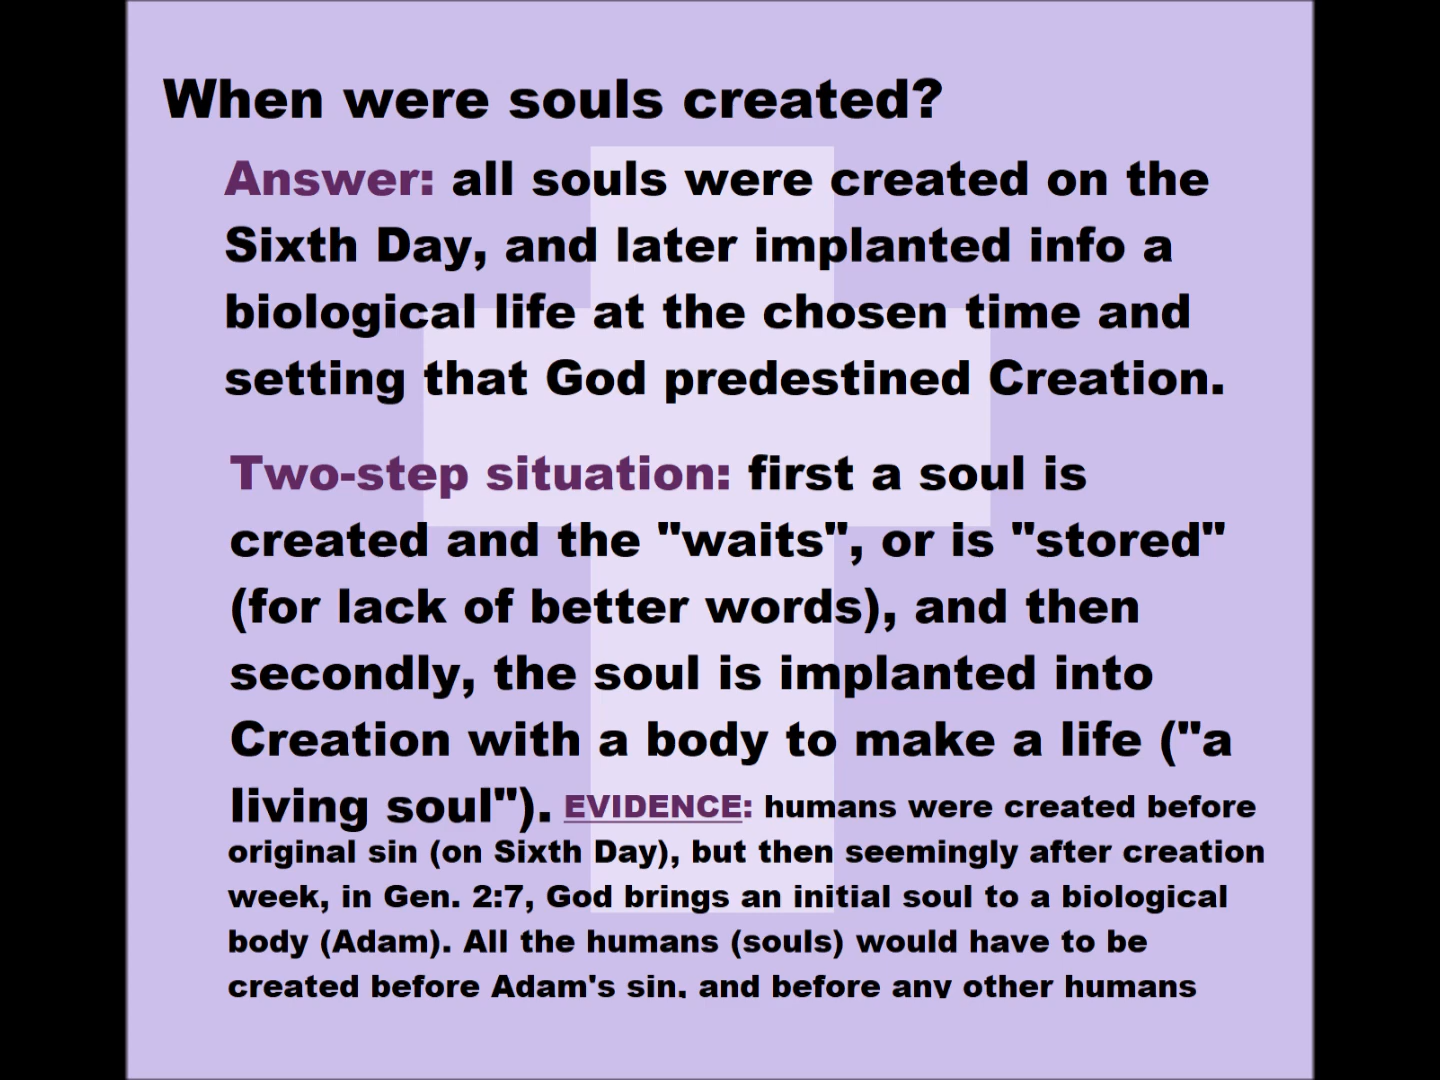 When were souls created?
Answer: all souls were created on the
Sixth Day, and later implanted info a
biological life at the chosen time and
setting that God predestined Creation.
Two-step situation: first a soul is
created and the "waits", or is "stored"
(for lack of better words), and then
secondly, the soul is implanted into
Creation with a body to make a life ("a
living soul"). EVIDENCE: humans were created before
original sin (on Sixth Day), but then seemingly after creation
week, in Gen. 2:7, God brings an initial soul to a biological
body (Adam). All the humans (souls) would have to be
created before Adam's sin, and before any other humans